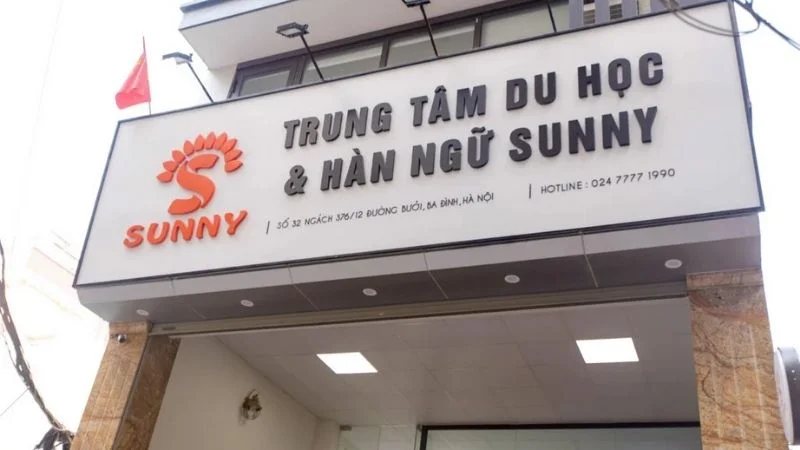 TRUNG TÂM DU HỌC
& HÀN NGỮ SUNNY
SUNNY
SỐ 32 NGÁCH 376/12 ĐƯỜNG BƯỞI, BA ĐÌNH, HÀ NỘI
HOTLINE : 024 7777 1990